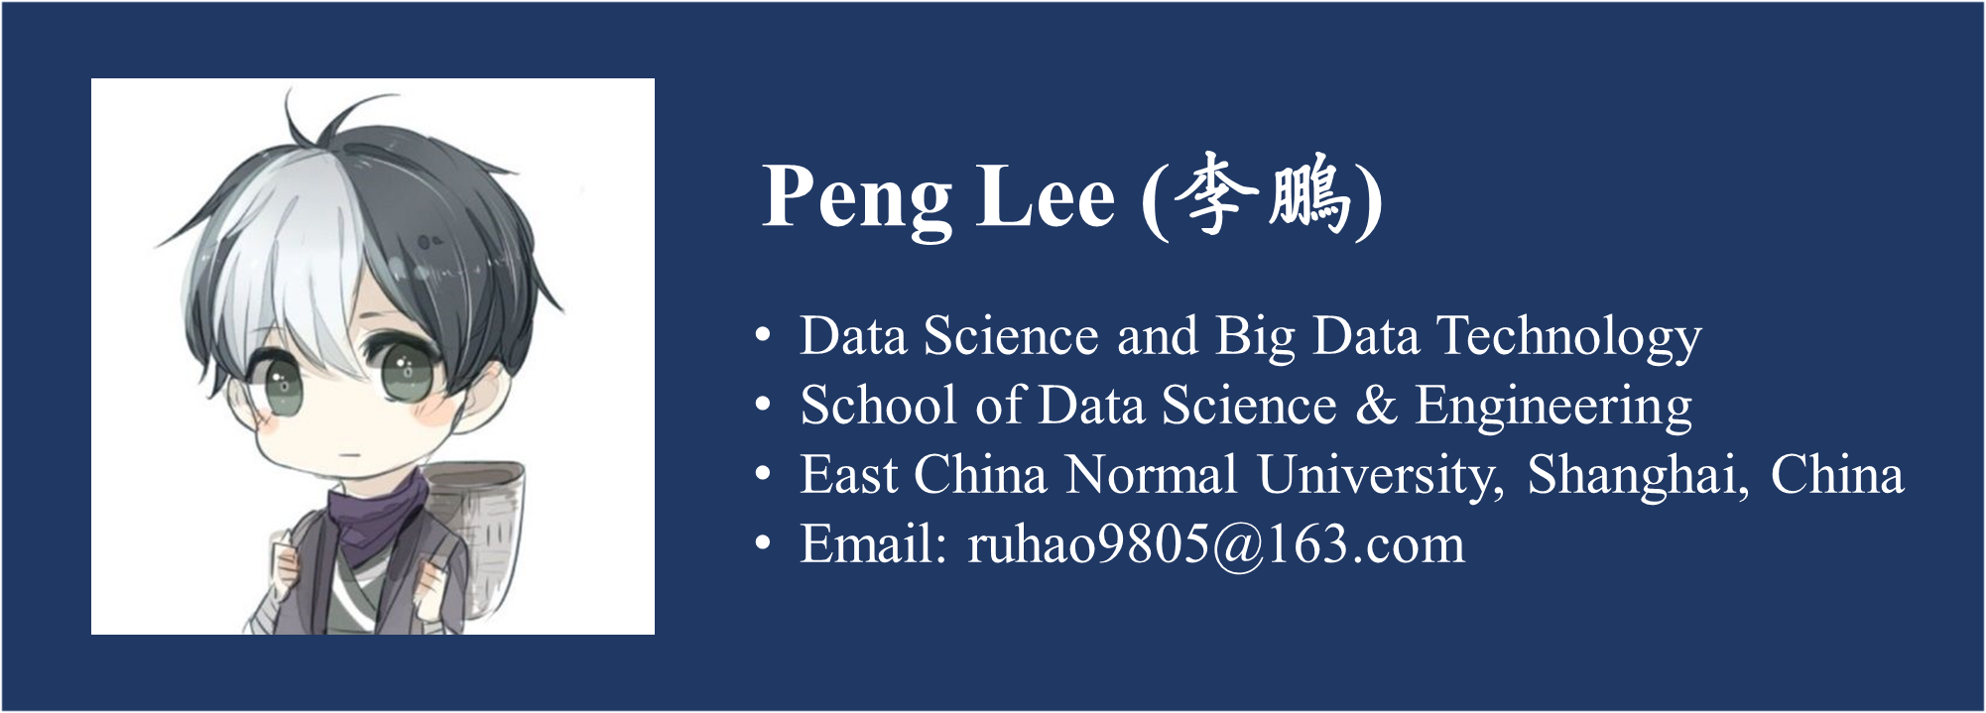 Peng Lee (李鵬)
• Data Science and Big Data Technology
• School of Data Science & Engineering
• East China Normal University, Shanghai, China
• Email: ruhao9805@163.com